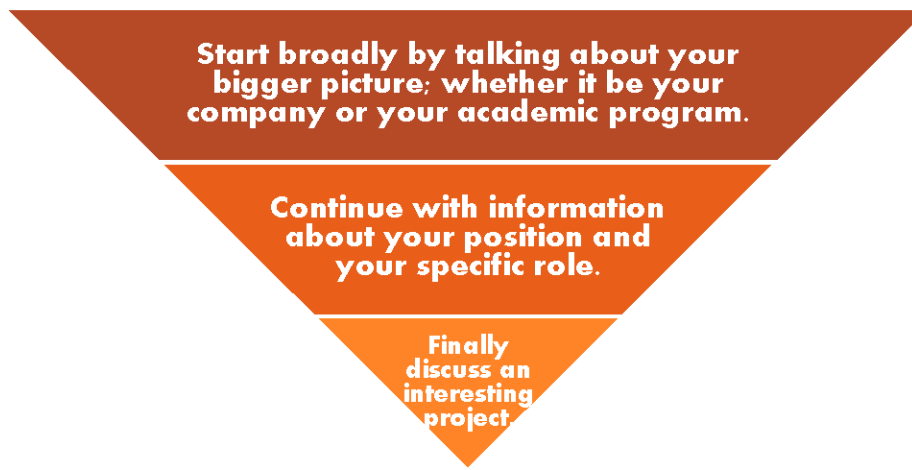 Start broadly by talking about your
bigger picture; whether it be your
company or your academic program.
Continue with information
about your position and
your specific role.
Finally
discuss an
interesting
project.